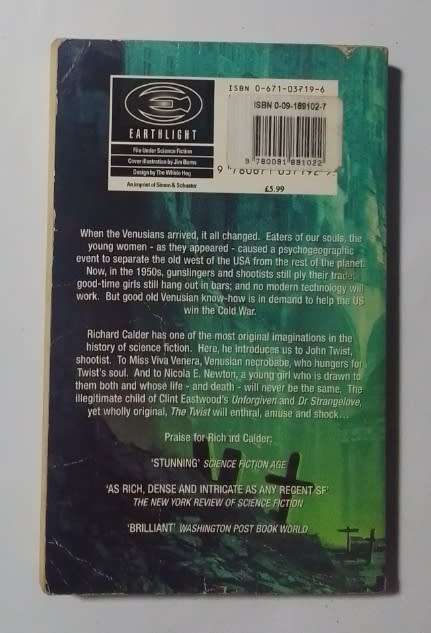 ISBN 0-671-03719-6
ISBN 0-09-189102-7
9 780091 891022
9 780671 037192
£5.99
EARTHLIGHT
File Under Science Fiction
Cover illustration by Jim Burns
Design by The Whole Hog
An imprint of Simon & Schuster
When the Venusians arrived, it all changed. Eaters of our souls, the
young women - as they appeared - caused a psychogeographic
event to separate the old west of the USA from the rest of the planet.
Now, in the 1950s, gunslingers and shootists still ply their trade;
good-time girls still hang out in bars; and no modern technology will
work. But good old Venusian know-how is in demand to help the US
win the Cold War.
Richard Calder has one of the most original imaginations in the
history of science fiction. Here, he introduces us to John Twist,
shootist. To Miss Viva Venera, Venusian necrobabe, who hungers for
Twist's soul. And to Nicola E. Newton, a young girl who is drawn to
them both and whose life - and death - will never be the same. The
illegitimate child of Clint Eastwood's Unforgiven and Dr Strangelove,
yet wholly original, The Twist will enthral, amuse and shock...
Praise for Richard Calder:
'STUNNING' SCIENCE FICTION AGE
'AS RICH, DENSE AND INTRICATE AS ANY RECENT SF'
THE NEW YORK REVIEW OF SCIENCE FICTION
'BRILLIANT' WASHINGTON POST BOOK WORLD